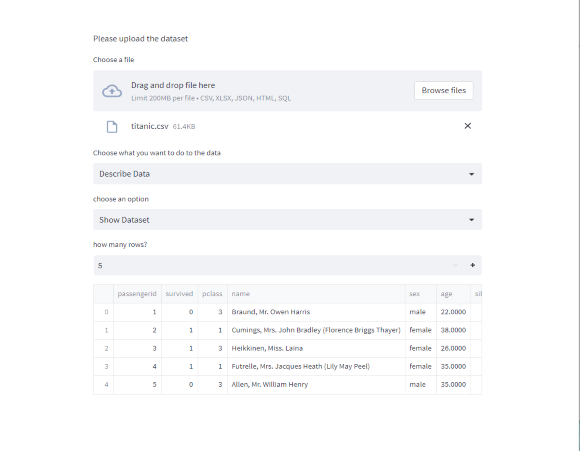 Please upload the dataset
Choose a file
Drag and drop file here
Limit 200MB per file • CSV, XLSX, JSON, HTML, SQL
Browse files
titanic.csv 61.4KB
Choose what you want to do to the data
Describe Data
choose an option
Show Dataset
how many rows?
5
passengerid survived pclass name sex age
0 1 0 3 Braund, Mr. Owen Harris male 22.0000
1 2 1 1 Cumings, Mrs. John Bradley (Florence Briggs Thayer) female 38.0000
2 3 1 3 Heikkinen, Miss. Laina female 26.0000
3 4 1 1 Futrelle, Mrs. Jacques Heath (Lily May Peel) female 35.0000
4 5 0 3 Allen, Mr. William Henry male 35.0000